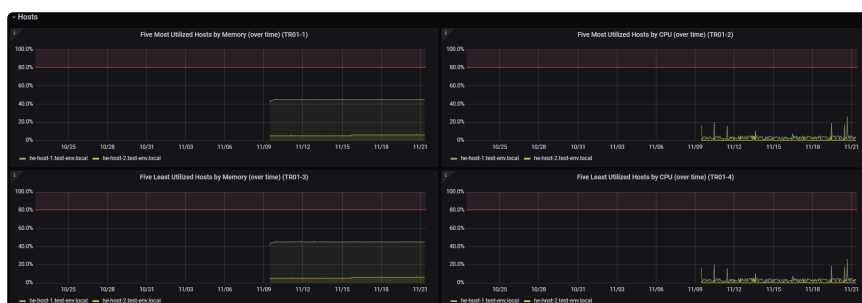 Hosts
Five Most Utilized Hosts by Memory (over time) (TR01-1)
100.0%
80.0%
60.0%
40.0%
20.0%
0%
10/25 10/28 10/31 11/03 11/06 11/09 11/12 11/15 11/18 11/21
he-host-1.test-env.local he-host-2.test-env.local
Five Most Utilized Hosts by CPU (over time) (TR01-2)
100.0%
80.0%
60.0%
40.0%
20.0%
0%
10/25 10/28 10/31 11/03 11/06 11/09 11/12 11/15 11/18 11/21
he-host-1.test-env.local he-host-2.test-env.local
Five Least Utilized Hosts by Memory (over time) (TR01-3)
100.0%
80.0%
60.0%
40.0%
20.0%
0%
10/25 10/28 10/31 11/03 11/06 11/09 11/12 11/15 11/18 11/21
he-host-1.test-env.local he-host-2.test-env.local
Five Least Utilized Hosts by CPU (over time) (TR01-4)
100.0%
80.0%
60.0%
40.0%
20.0%
0%
10/25 10/28 10/31 11/03 11/06 11/09 11/12 11/15 11/18 11/21
he-host-1.test-env.local he-host-2.test-env.local